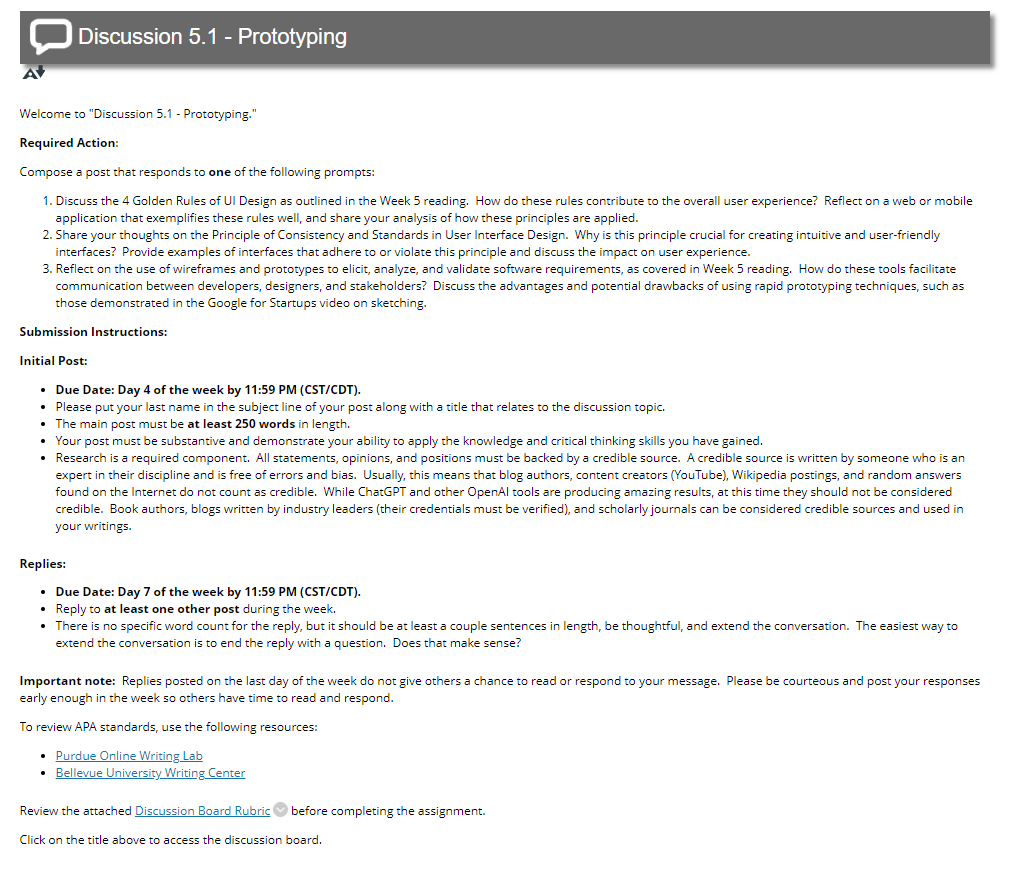 Discussion 5.1 - Prototyping
A
Welcome to "Discussion 5.1 - Prototyping."
Required Action:
Compose a post that responds to one of the following prompts:
1. Discuss the 4 Golden Rules of UI Design as outlined in the Week 5 reading.  How do these rules contribute to the overall user experience?  Reflect on a web or mobile
application that exemplifies these rules well, and share your analysis of how these principles are applied.
2. Share your thoughts on the Principle of Consistency and Standards in User Interface Design.  Why is this principle crucial for creating intuitive and user-friendly
interfaces?  Provide examples of interfaces that adhere to or violate this principle and discuss the impact on user experience.
3. Reflect on the use of wireframes and prototypes to elicit, analyze, and validate software requirements, as covered in Week 5 reading.  How do these tools facilitate
communication between developers, designers, and stakeholders?  Discuss the advantages and potential drawbacks of using rapid prototyping techniques, such as
those demonstrated in the Google for Startups video on sketching.
Submission Instructions:
Initial Post:
• Due Date: Day 4 of the week by 11:59 PM (CST/CDT).
• Please put your last name in the subject line of your post along with a title that relates to the discussion topic.
• The main post must be at least 250 words in length.
• Your post must be substantive and demonstrate your ability to apply the knowledge and critical thinking skills you have gained.
• Research is a required component.  All statements, opinions, and positions must be backed by a credible source.  A credible source is written by someone who is an
expert in their discipline and is free of errors and bias.  Usually, this means that blog authors, content creators (YouTube), Wikipedia postings, and random answers
found on the Internet do not count as credible.  While ChatGPT and other OpenAI tools are producing amazing results, at this time they should not be considered
credible.  Book authors, blogs written by industry leaders (their credentials must be verified), and scholarly journals can be considered credible sources and used in
your writings.
Replies:
• Due Date: Day 7 of the week by 11:59 PM (CST/CDT).
• Reply to at least one other post during the week.
• There is no specific word count for the reply, but it should be at least a couple sentences in length, be thoughtful, and extend the conversation.  The easiest way to
extend the conversation is to end the reply with a question.  Does that make sense?
Important note:  Replies posted on the last day of the week do not give others a chance to read or respond to your message.  Please be courteous and post your responses
early enough in the week so others have time to read and respond.
To review APA standards, use the following resources:
• Purdue Online Writing Lab
• Bellevue University Writing Center
Review the attached Discussion Board Rubric before completing the assignment.
Click on the title above to access the discussion board.